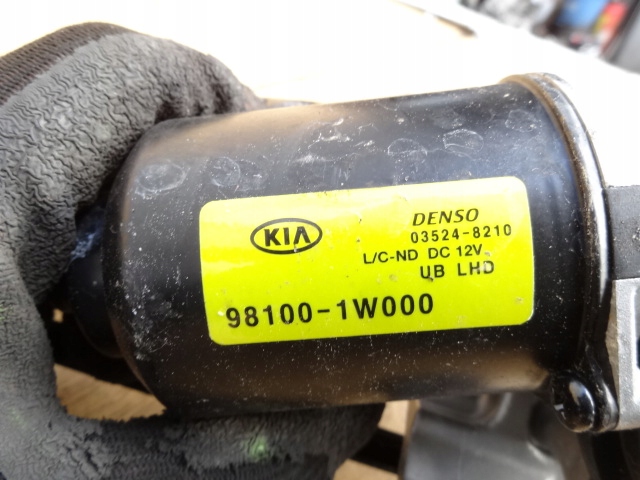 KIA
DENSO
03524-8210
L/C-ND DC 12V
UB LHD
98100-1W000